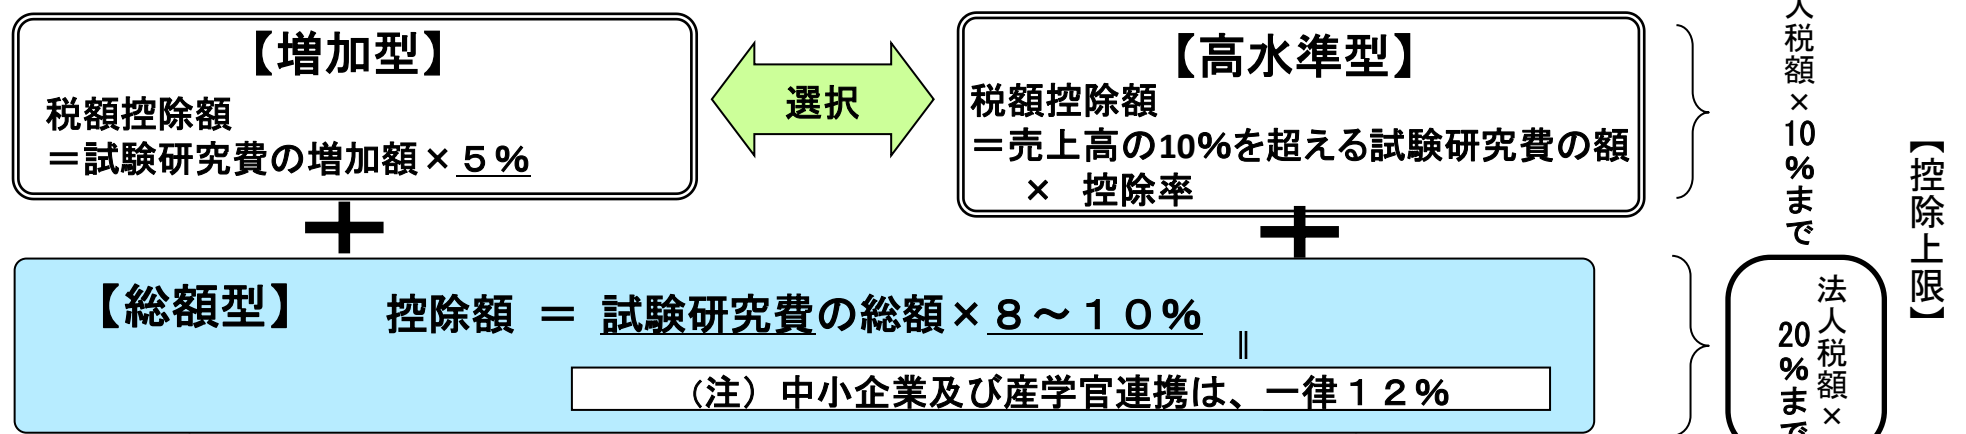 【増加型】
税額控除額
＝試験研究費の増加額×５％
選択
【高水準型】
税額控除額
＝売上高の10％を超える試験研究費の額
×　控除率
人税額×10％まで
＋
＋
【総額型】
控除額 ＝ 試験研究費の総額×８～１０％
॥
（注）中小企業及び産学官連携は、一律１２％
法人税額×
20％まで
【控除上限】